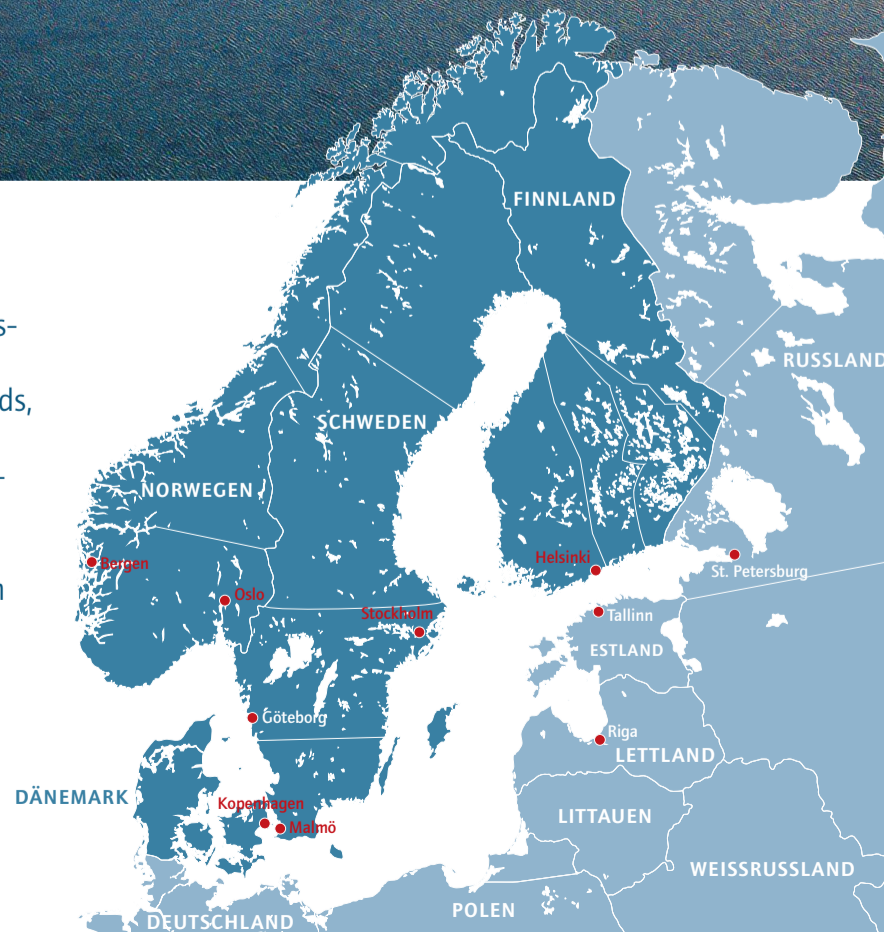 FINNLAND
s-
RUSSLAND
ds,
SCHWEDEN
-
NORWEGEN
Bergen
Helsinki
St. Petersburg
n
Oslo
Stockholm
Tallinn
ESTLAND
Göteborg
Riga
LETTLAND
DÄNEMARK
Kopenhagen
LITTAUEN
Malmö
WEISSRUSSLAND
POLEN
DEUTSCHLAND